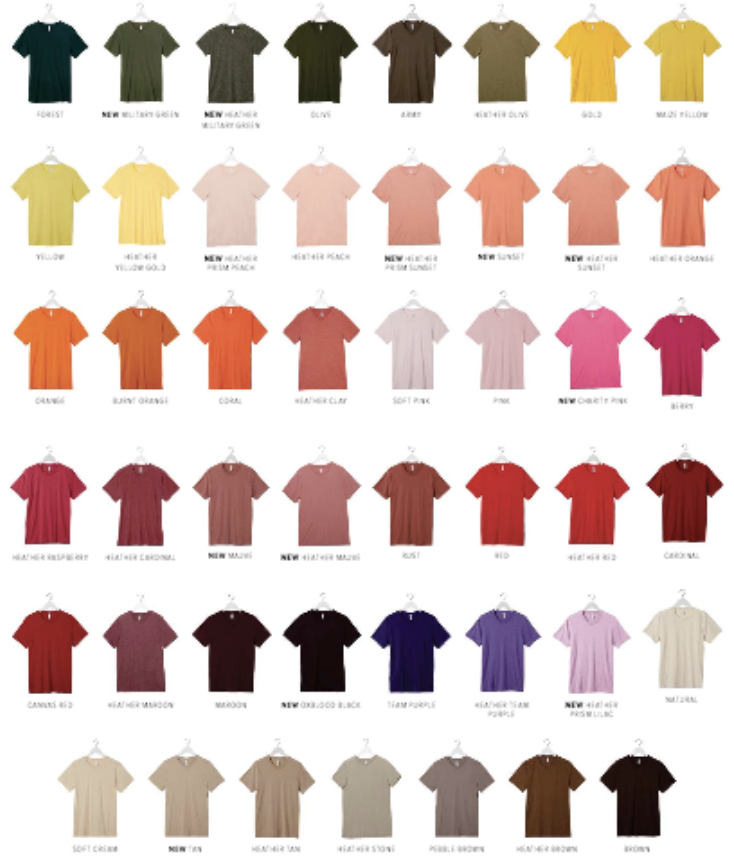 FOREST
NEW MILITARY GREEN
NEW HEATHER
MILITARY GREEN
OLIVE
ARMY
HEATHER OLIVE
GOLD
MAIZE YELLOW
YELLOW
HEATHER
YELLOW GOLD
NEW HEATHER
PRISM PEACH
HEATHER PEACH
NEW HEATHER
PRISM SUNSET
NEW SUNSET
NEW HEATHER
SUNSET
HEATHER ORANGE
ORANGE
BURNT ORANGE
CORAL
HEATHER CLAY
SOFT PINK
PINK
NEW CHARITY PINK
BERRY
HEATHER RASPBERRY
HEATHER CARDINAL
NEW MAUVE
NEW HEATHER MAUVE
RUST
RED
HEATHER RED
CARDINAL
CANVAS RED
HEATHER MAROON
MAROON
NEW OXBLOOD BLACK
TEAM PURPLE
HEATHER TEAM
PURPLE
NEW HEATHER
PRISM LILAC
NATURAL
SOFT CREAM
NEW TAN
HEATHER TAN
HEATHER STONE
PEBBLE BROWN
HEATHER BROWN
BROWN